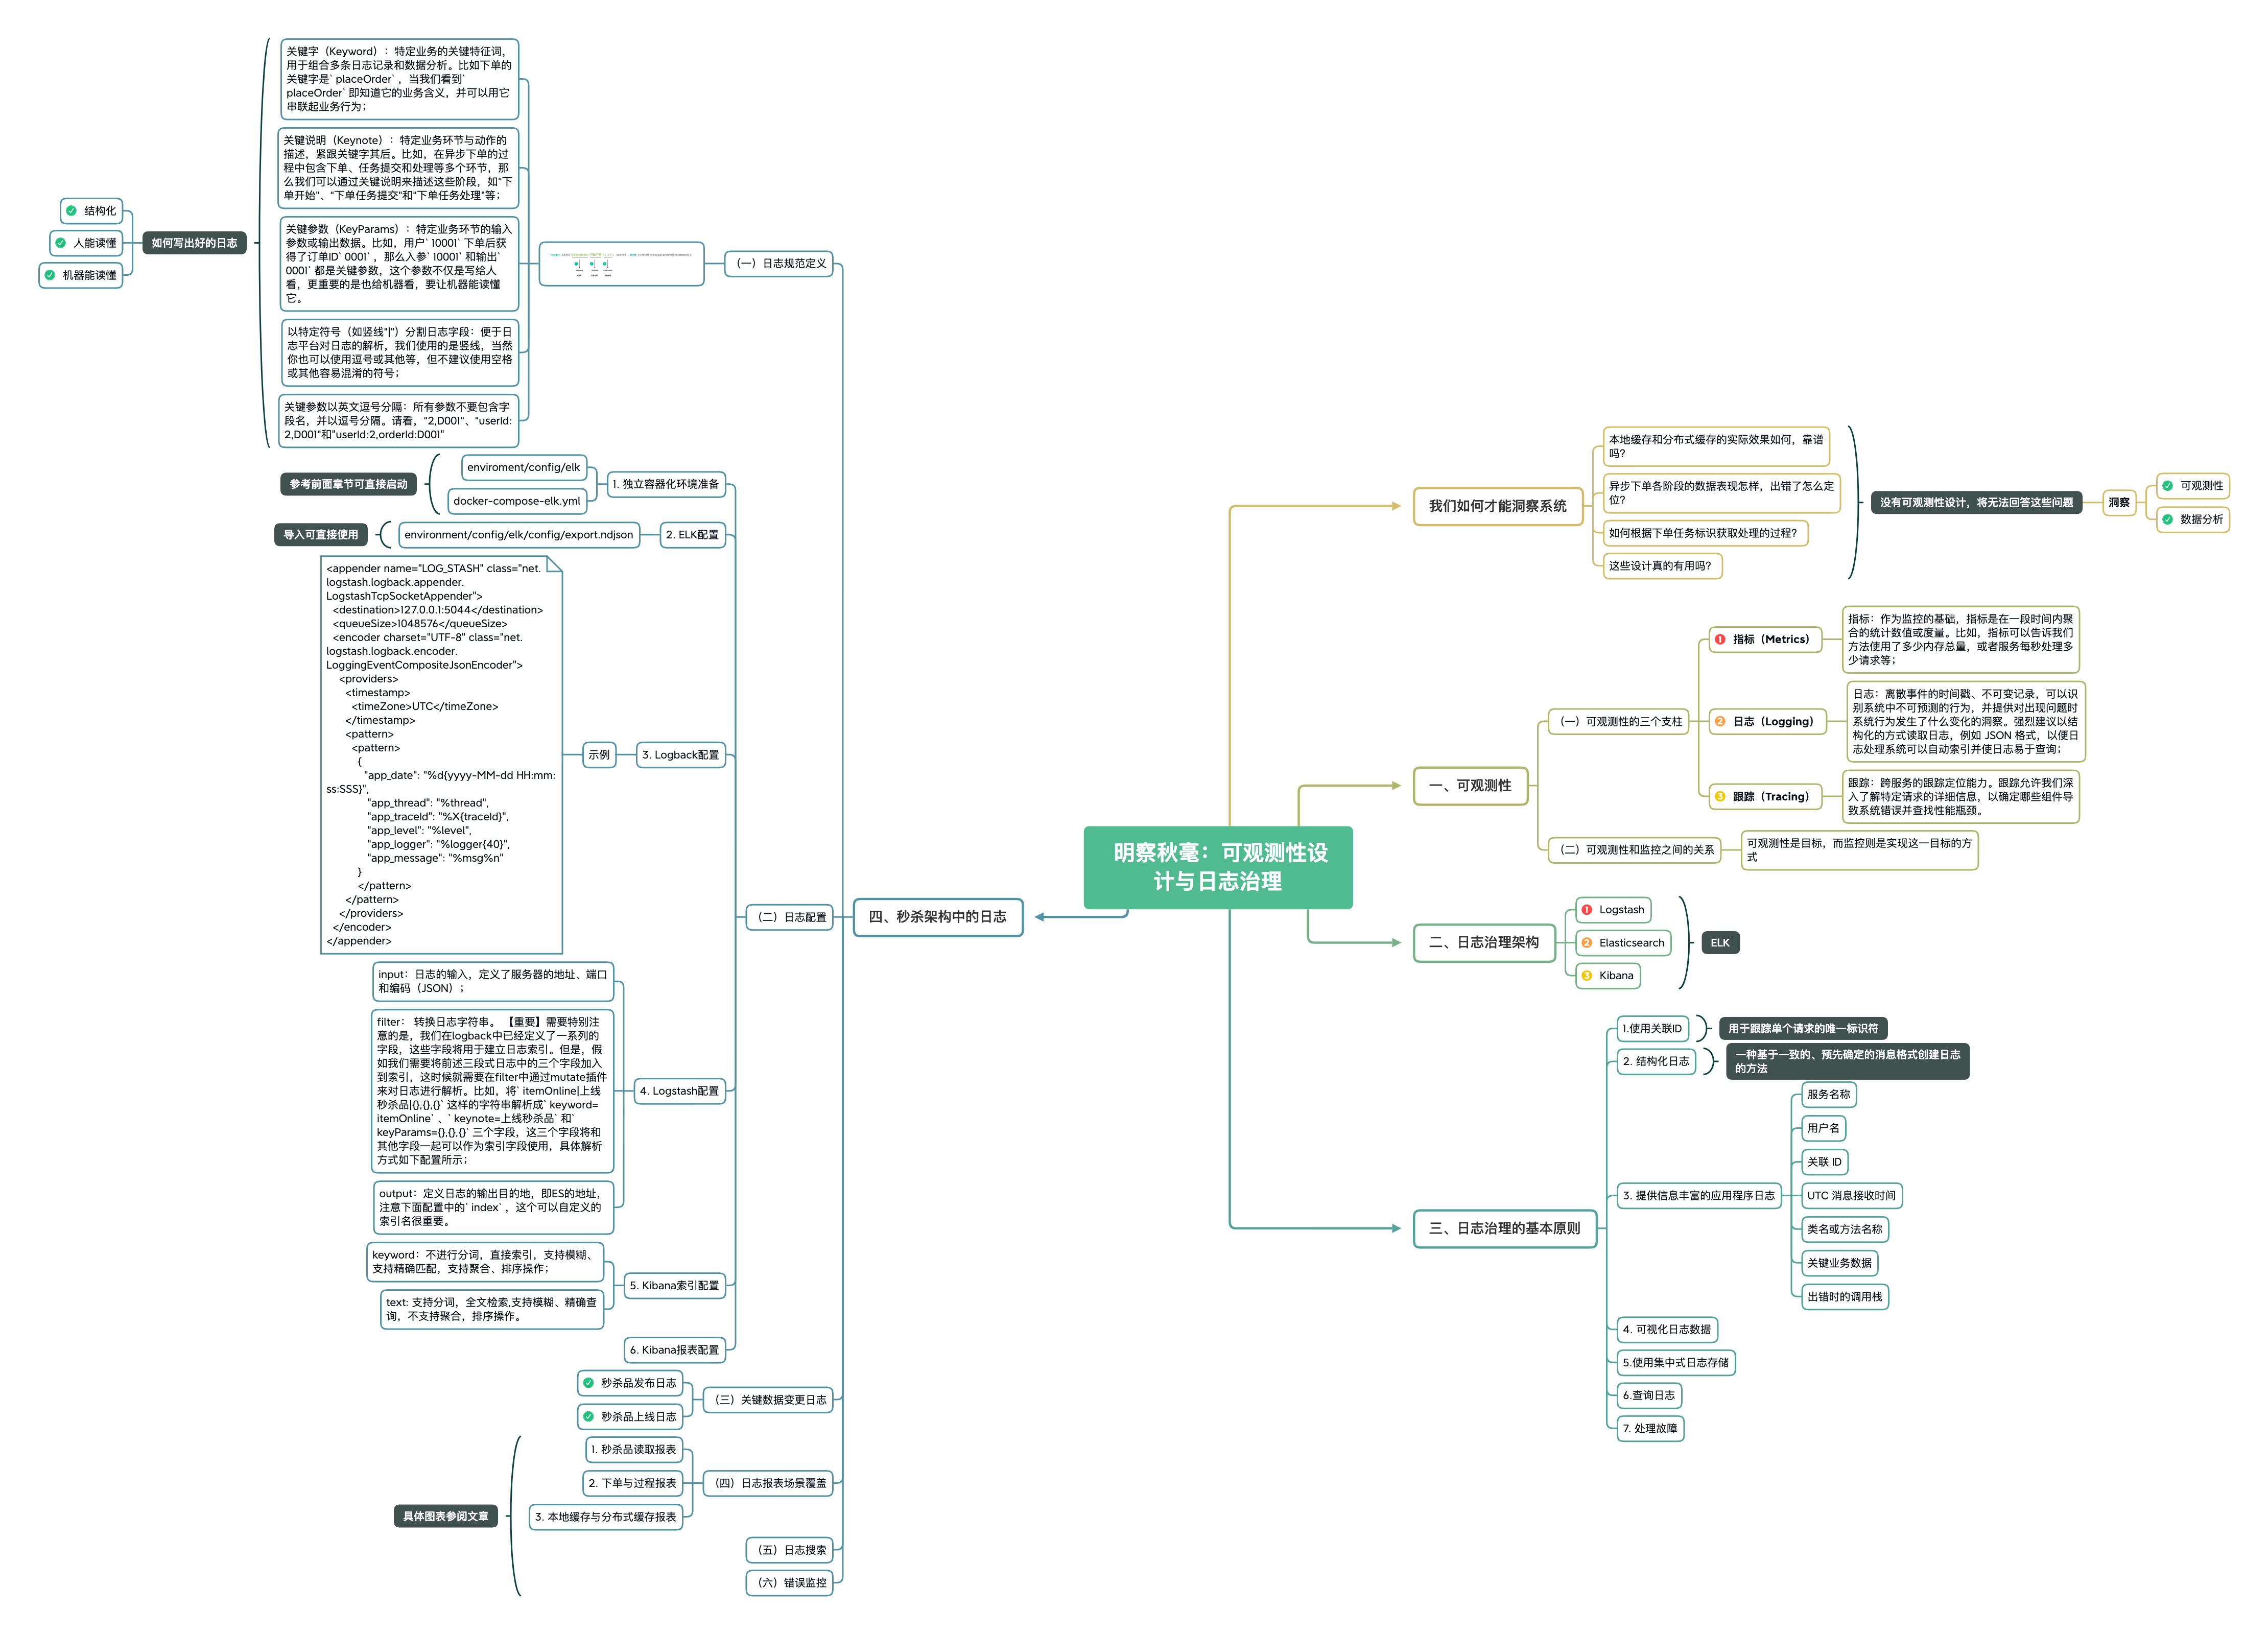 明察秋毫：可观测性设
计与日志治理
我们如何才能洞察系统
本地缓存和分布式缓存的实际效果如何，靠谱
吗？
异步下单各阶段的数据表现怎样，出错了怎么定
位？
如何根据下单任务标识获取处理的过程？
这些设计真的有用吗？
没有可观测性设计，将无法回答这些问题
洞察
可观测性
数据分析
一、可观测性
（一）可观测性的三个支柱
1 指标（Metrics）
指标：作为监控的基础，指标是在一段时间内聚
合的统计数值或度量。比如，指标可以告诉我们
方法使用了多少内存总量，或者服务每秒处理多
少请求等；
2 日志（Logging）
日志：离散事件的时间戳、不可变记录，可以识
别系统中不可预测的行为，并提供对出现问题时
系统行为发生了什么变化的洞察。强烈建议以结
构化的方式读取日志，例如 JSON 格式，以便日
志处理系统可以自动索引并使日志易于查询；
3 跟踪（Tracing）
跟踪：跨服务的跟踪定位能力。跟踪允许我们深
入了解特定请求的详细信息，以确定哪些组件导
致系统错误并查找性能瓶颈。
（二）可观测性和监控之间的关系
可观测性是目标，而监控则是实现这一目标的方
式
二、日志治理架构
1 Logstash
2 Elasticsearch
3 Kibana
ELK
三、日志治理的基本原则
1.使用关联ID
用于跟踪单个请求的唯一标识符
2. 结构化日志
一种基于一致的、预先确定的消息格式创建日志
的方法
3. 提供信息丰富的应用程序日志
服务名称
用户名
关联 ID
UTC 消息接收时间
类名或方法名称
关键业务数据
出错时的调用栈
4. 可视化日志数据
5.使用集中式日志存储
6.查询日志
7. 处理故障
四、秒杀架构中的日志
（一）日志规范定义
关键字（Keyword）：特定业务的关键特征词，
用于组合多条日志记录和数据分析。比如下单的
关键字是` placeOrder` ，当我们看到`
placeOrder` 即知道它的业务含义，并可以用它
串联起业务行为；
关键说明（Keynote）：特定业务环节与动作的
描述，紧跟关键字其后。比如，在异步下单的过
程中包含下单、任务提交和处理等多个环节，那
么我们可以通过关键说明来描述这些阶段，如"下
单开始"、"下单任务提交"和"下单任务处理"等；
关键参数（KeyParams）：特定业务环节的输入
参数或输出数据。比如，用户` 10001` 下单后获
得了订单ID` 0001` ，那么入参` 10001` 和输出`
0001` 都是关键参数，这个参数不仅是写给人
看，更重要的是也给机器看，要让机器能读懂
它。
以特定符号（如竖线"|"）分割日志字段：便于日
志平台对日志的解析，我们使用的是竖线，当然
你也可以使用逗号或其他等，但不建议使用空格
或其他容易混淆的符号；
关键参数以英文逗号分隔：所有参数不要包含字
段名，并以逗号分隔。请看，"2,D001"、"userId:
2,D001"和"userId:2,orderId:D001"
如何写出好的日志
结构化
人能读懂
机器能读懂
（二）日志配置
1. 独立容器化环境准备
enviroment/config/elk
docker-compose-elk.yml
参考前面章节可直接启动
2. ELK配置
environment/config/elk/config/export.ndjson
导入可直接使用
3. Logback配置
示例
<appender name="LOG_STASH" class="net.
logstash.logback.appender.
LogstashTcpSocketAppender">
<destination>127.0.0.1:5044</destination>
<queueSize>1048576</queueSize>
<encoder charset="UTF-8" class="net.
logstash.logback.encoder.
LoggingEventCompositeJsonEncoder">
<providers>
<timestamp>
<timeZone>UTC</timeZone>
</timestamp>
<pattern>
<pattern>
{
"app_date": "%d{yyyy-MM-dd HH:mm:
ss:SSS}",
"app_thread": "%thread",
"app_traceId": "%X{traceId}",
"app_level": "%level",
"app_logger": "%logger{40}",
"app_message": "%msg%n"
}
</pattern>
</pattern>
</providers>
</encoder>
</appender>
4. Logstash配置
input：日志的输入，定义了服务器的地址、端口
和编码（JSON）；
filter： 转换日志字符串。 【重要】需要特别注
意的是，我们在logback中已经定义了一系列的
字段，这些字段将用于建立日志索引。但是，假
如我们需要将前述三段式日志中的三个字段加入
到索引，这时候就需要在filter中通过mutate插件
来对日志进行解析。比如，将` itemOnline|上线
秒杀品|{},{},{}` 这样的字符串解析成` keyword=
itemOnline` 、` keynote=上线秒杀品` 和`
keyParams={},{},{}` 三个字段，这三个字段将和
其他字段一起可以作为索引字段使用，具体解析
方式如下配置所示；
output：定义日志的输出目的地，即ES的地址，
注意下面配置中的` index` ，这个可以自定义的
索引名很重要。
5. Kibana索引配置
keyword：不进行分词，直接索引，支持模糊、
支持精确匹配，支持聚合、排序操作；
text: 支持分词，全文检索,支持模糊、精确查
询，不支持聚合，排序操作。
6. Kibana报表配置
（三）关键数据变更日志
秒杀品发布日志
秒杀品上线日志
（四）日志报表场景覆盖
1. 秒杀品读取报表
2. 下单与过程报表
3. 本地缓存与分布式缓存报表
（五）日志搜索
（六）错误监控
具体图表参阅文章